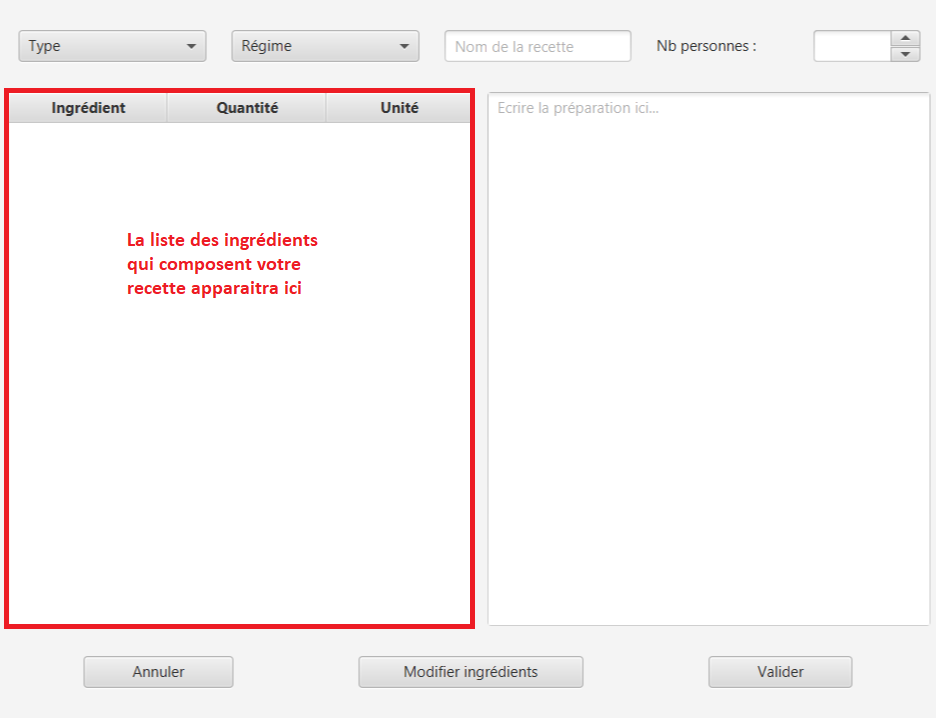 Type
Régime
Nom de la recette
Nb personnes :
Ingrédient
Quantité
Unité
La liste des ingrédients
qui composent votre
recette apparaitra ici
Ecrire la préparation ici...
Annuler
Modifier ingrédients
Valider